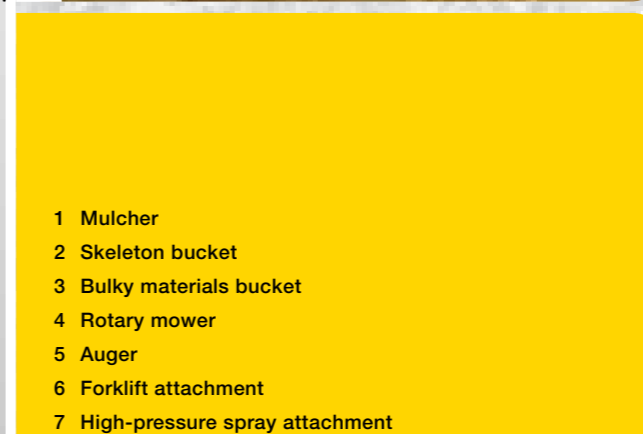 1 Mulcher
2 Skeleton bucket
3 Bulky materials bucket
4 Rotary mower
5 Auger
6 Forklift attachment
7 High-pressure spray attachment